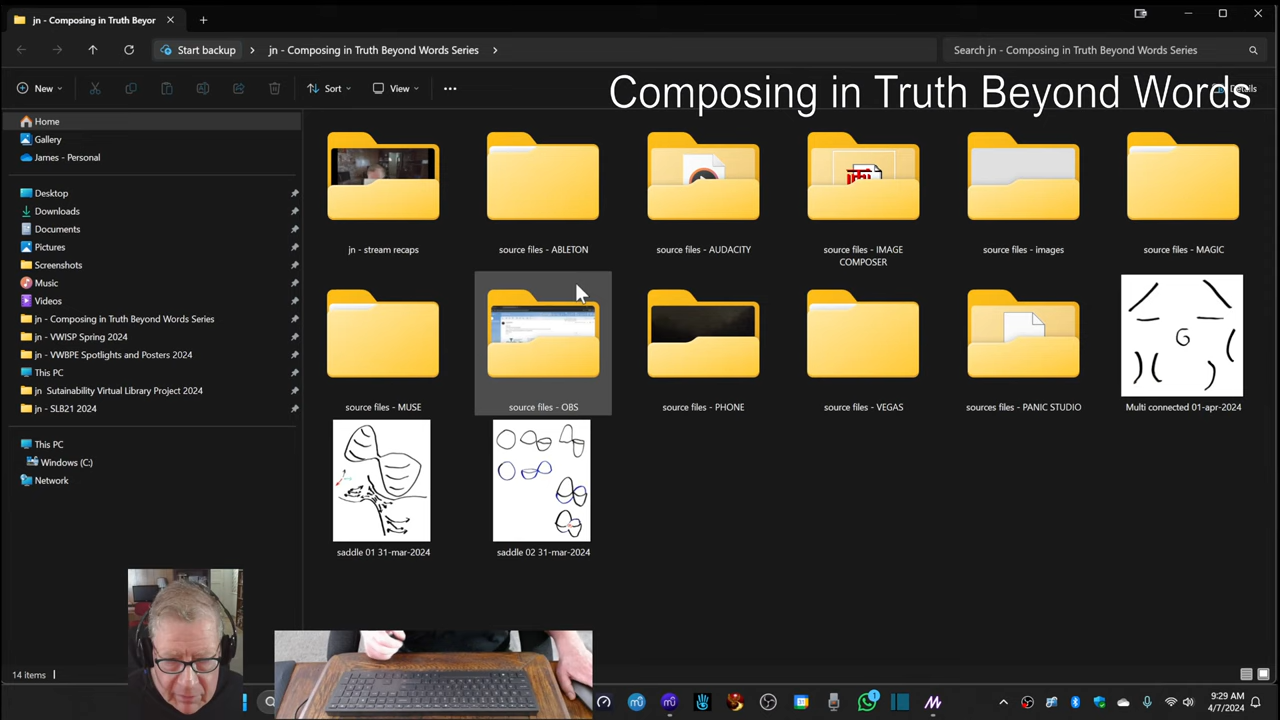 jn - Composing in Truth Beyor
Start backup
jn - Composing in Truth Beyond Words Series
Search jn - Composing in Truth Beyond Words Series
New
Sort
View
Composing in Truth Beyond Words
Home
Gallery
James - Personal
Desktop
Downloads
Documents
Pictures
Screenshots
Music
Videos
jn - Composing in Truth Beyond Words Series
jn - VWISP Spring 2024
jn - VWBPE Spotlights and Posters 2024
This PC
jn Sutainability Virtual Library Project 2024
jn - SLB21 2024
This PC
Windows (C:)
Network
jn - stream recaps
source files - ABLETON
source files - AUDACITY
source files - IMAGE
COMPOSER
source files - images
source files - MAGIC
source files - MUSE
source files - OBS
source files - PHONE
source files - VEGAS
sources files - PANIC STUDIO
Multi connected 01-apr-2024
saddle 01 31-mar-2024
saddle 02 31-mar-2024
14 items
1
9:29 AM
4/7/2024